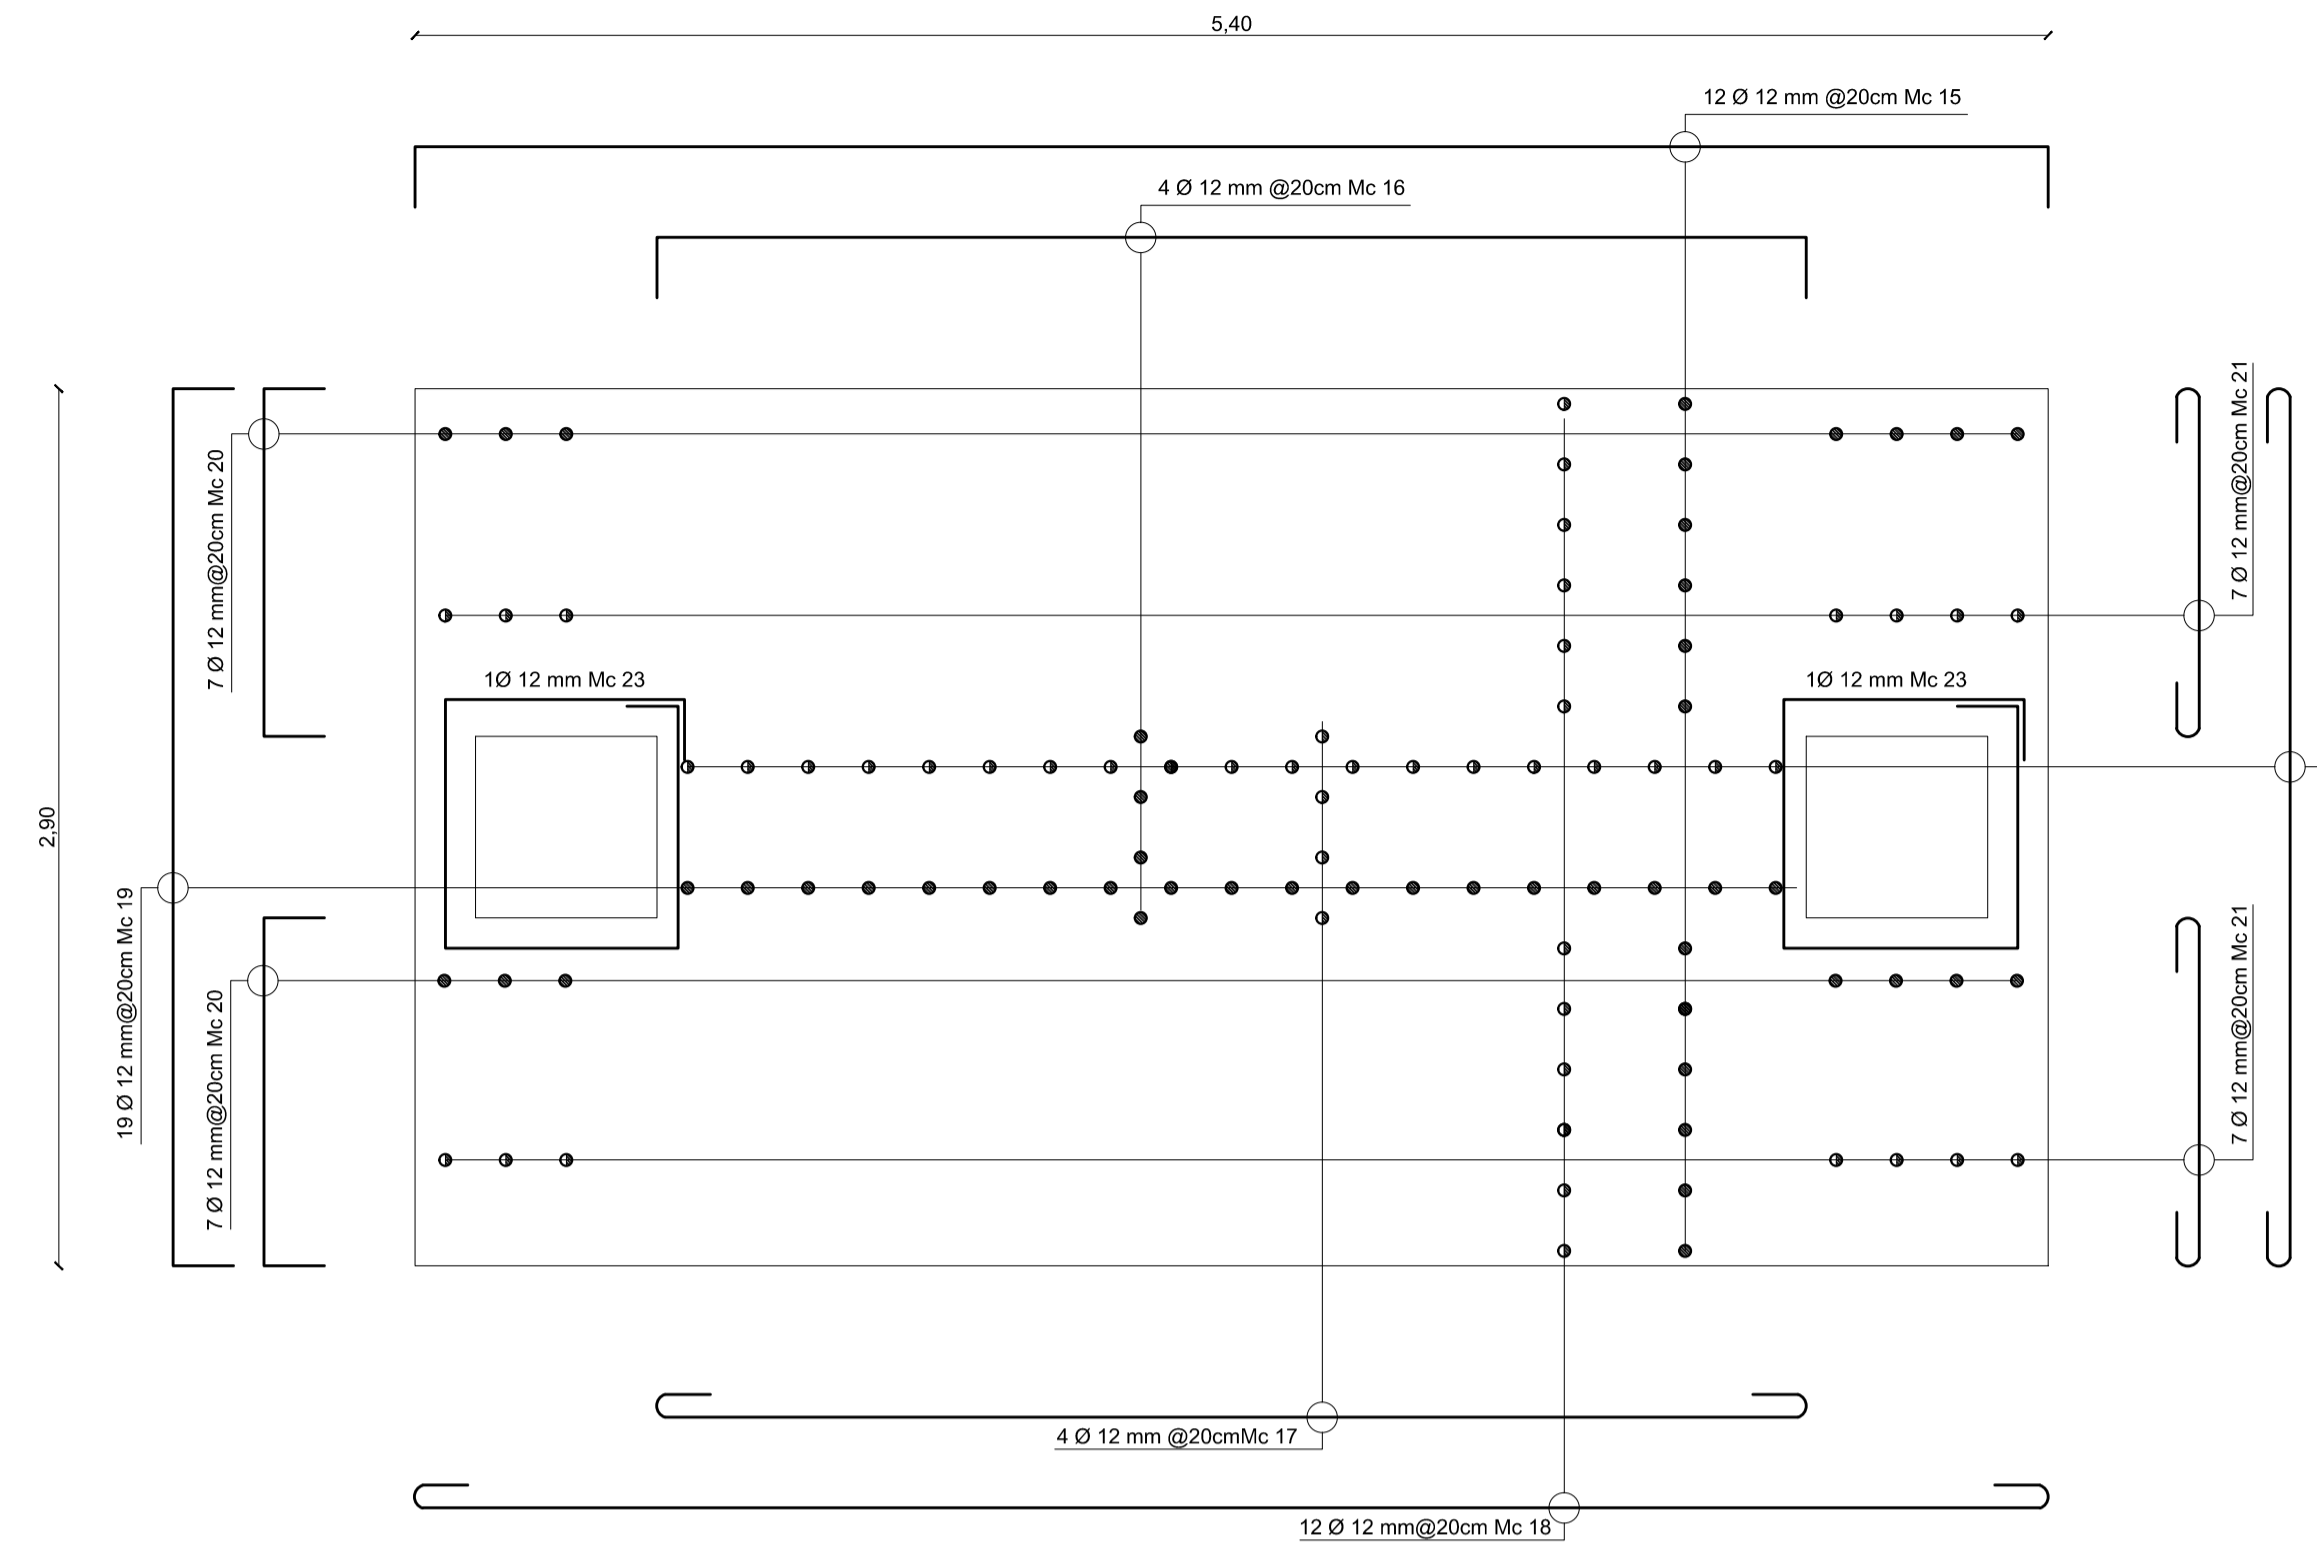 5,40
12 Ø 12 mm @20cm Mc 15
4 Ø 12 mm @20cm Mc 16
7 Ø 12 mm@20cm Mc 20
7 Ø 12 mm@20cm Mc 21
1Ø 12 mm Mc 23
1Ø 12 mm Mc 23
2,90
19 Ø 12 mm@20cm Mc 19
7 Ø 12 mm@20cm Mc 20
7 Ø 12 mm@20cm Mc 21
4 Ø 12 mm @20cmMc 17
12 Ø 12 mm@20cm Mc 18